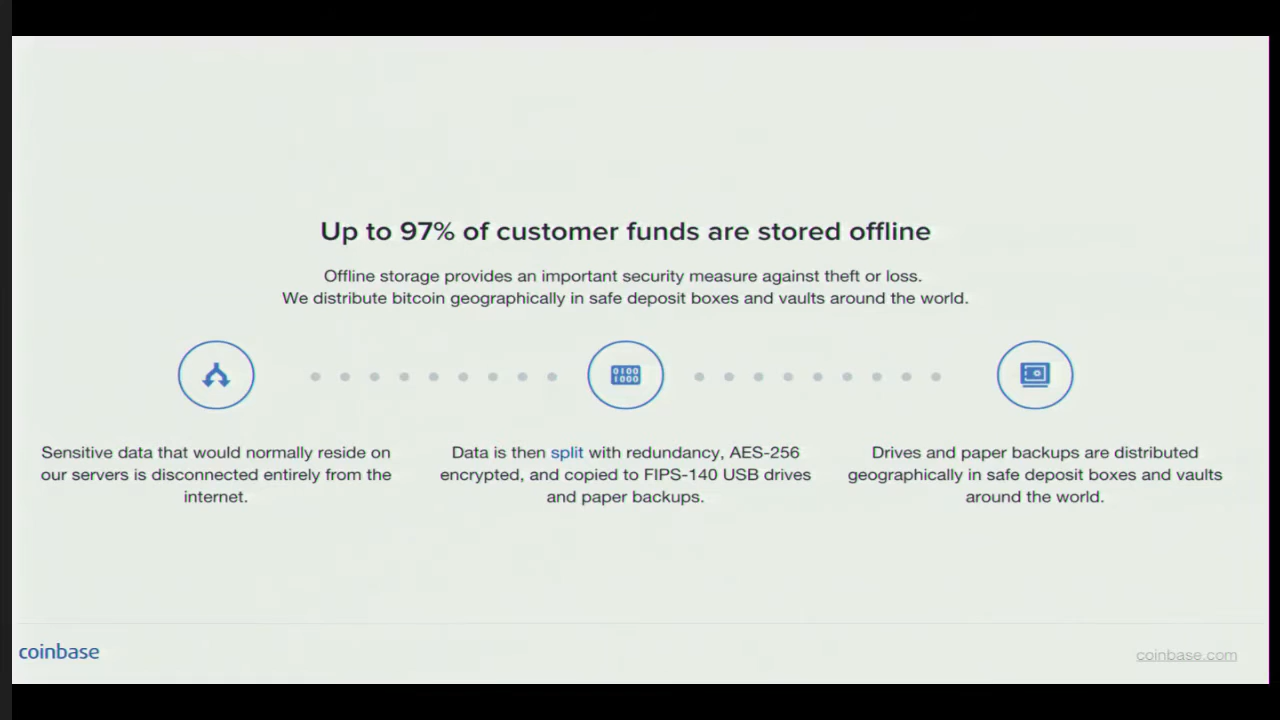 Up to 97% of customer funds are stored offline
Offline storage provides an important security measure against theft or loss.
We distribute bitcoin geographically in safe deposit boxes and vaults around the world.
0100
1000
Sensitive data that would normally reside on
our servers is disconnected entirely from the
internet.
Data is then split with redundancy, AES-256
encrypted, and copied to FIPS-140 USB drives
and paper backups.
Drives and paper backups are distributed
geographically in safe deposit boxes and vaults
around the world.
coinbase
coinbase.com